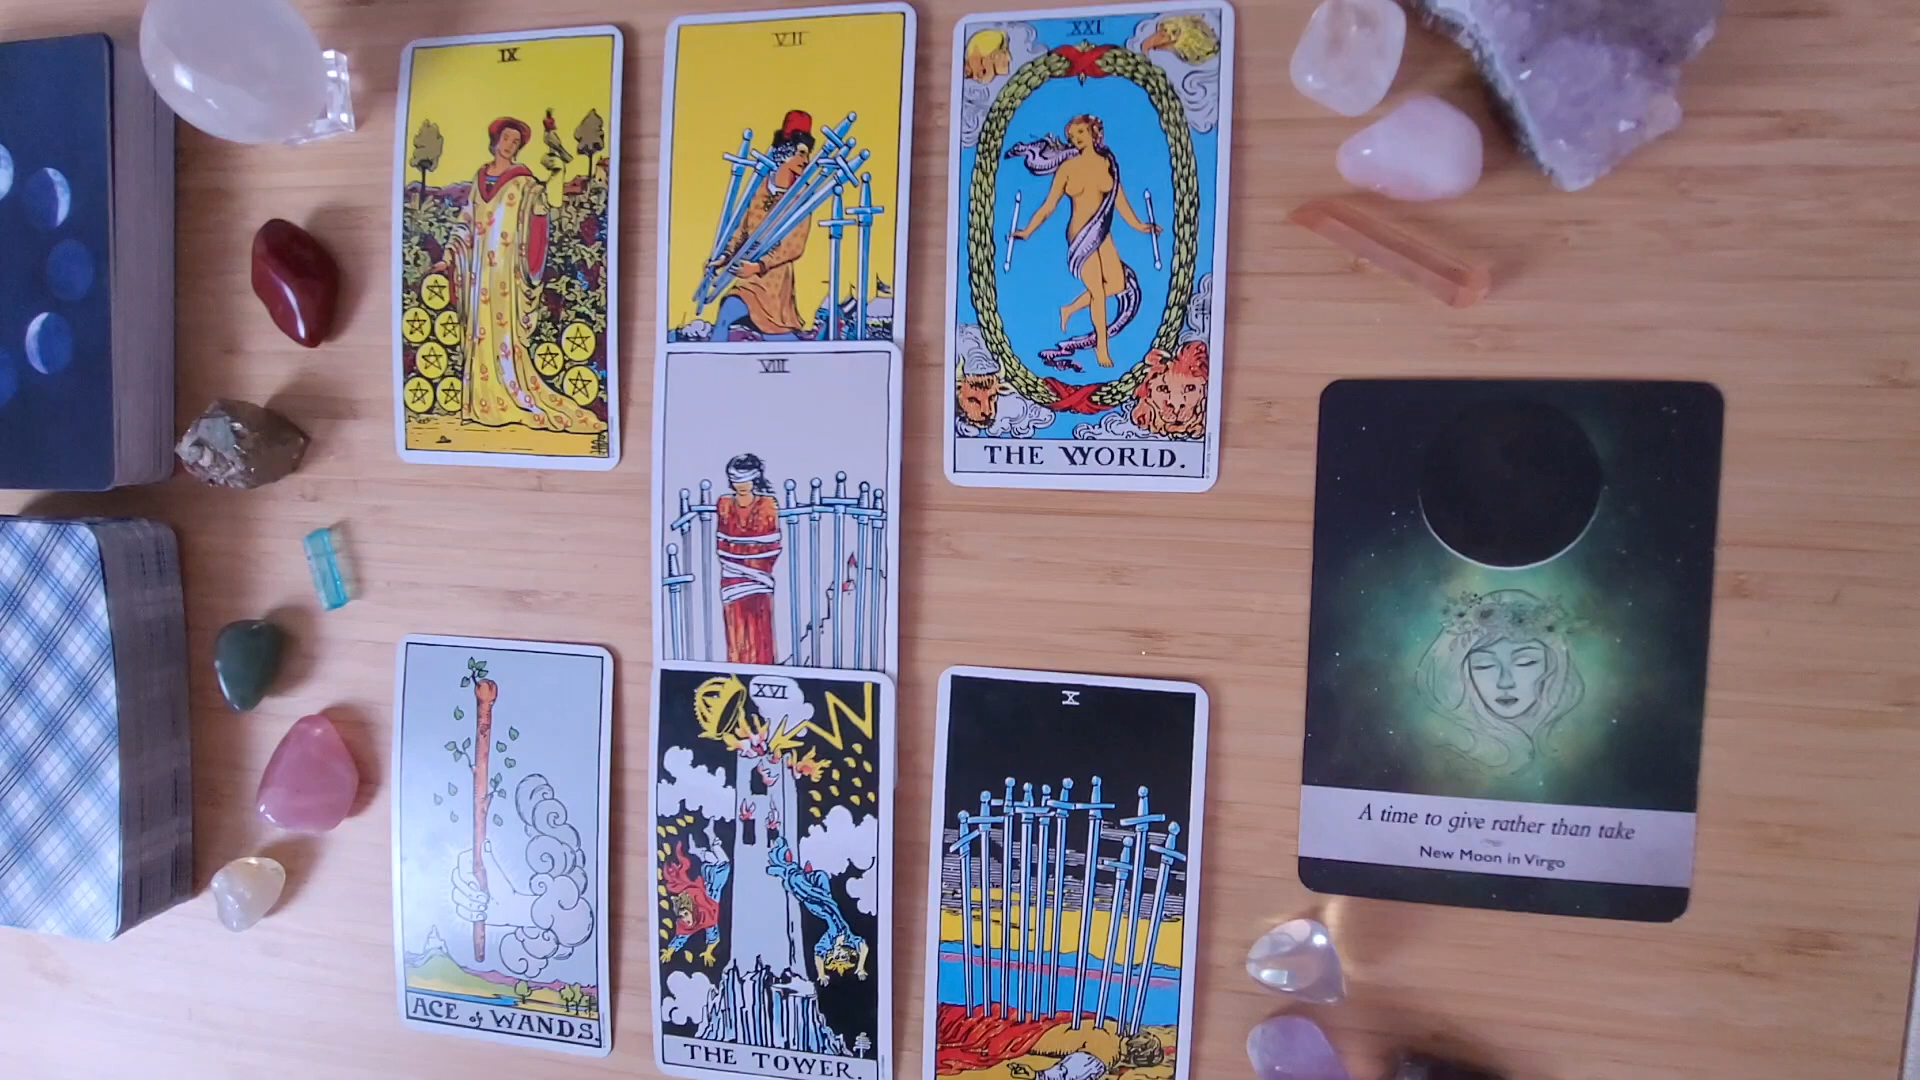 IX
VII
XXI
THE WORLD.
VIII
ACE of WANDS.
XVI
THE TOWER.
X
A time to give rather than take
New Moon in Virgo